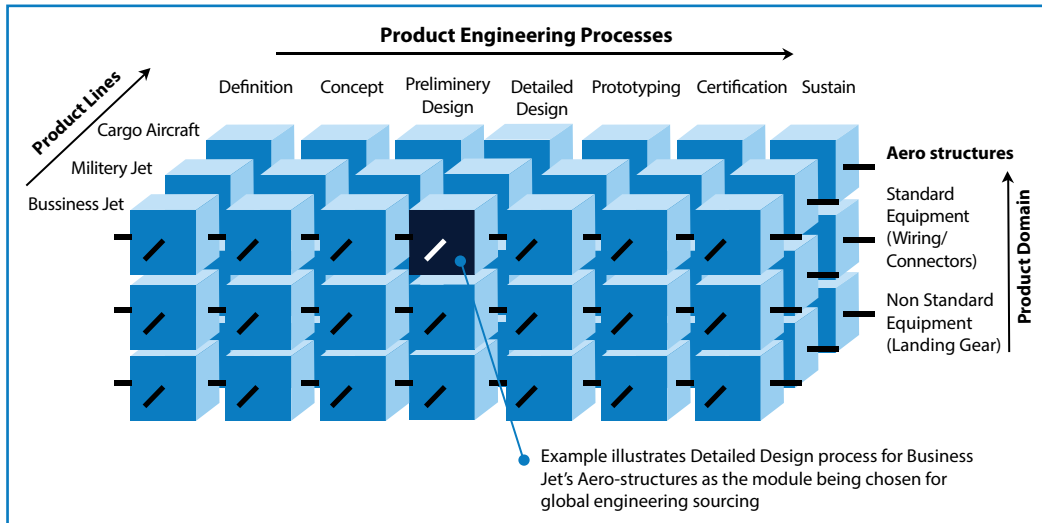 Product Engineering Processes
Product Lines
Definition
Concept
Preliminery
Design
Detailed
Design
Prototyping
Certification
Sustain
Cargo Aircraft
Militery Jet
Bussiness Jet
Aero structures
Standard
Equipment
(Wiring/
Connectors)
Non Standard
Equipment
(Landing Gear)
Product Domain
Example illustrates Detailed Design process for Business
Jet's Aero-structures as the module being chosen for
global engineering sourcing